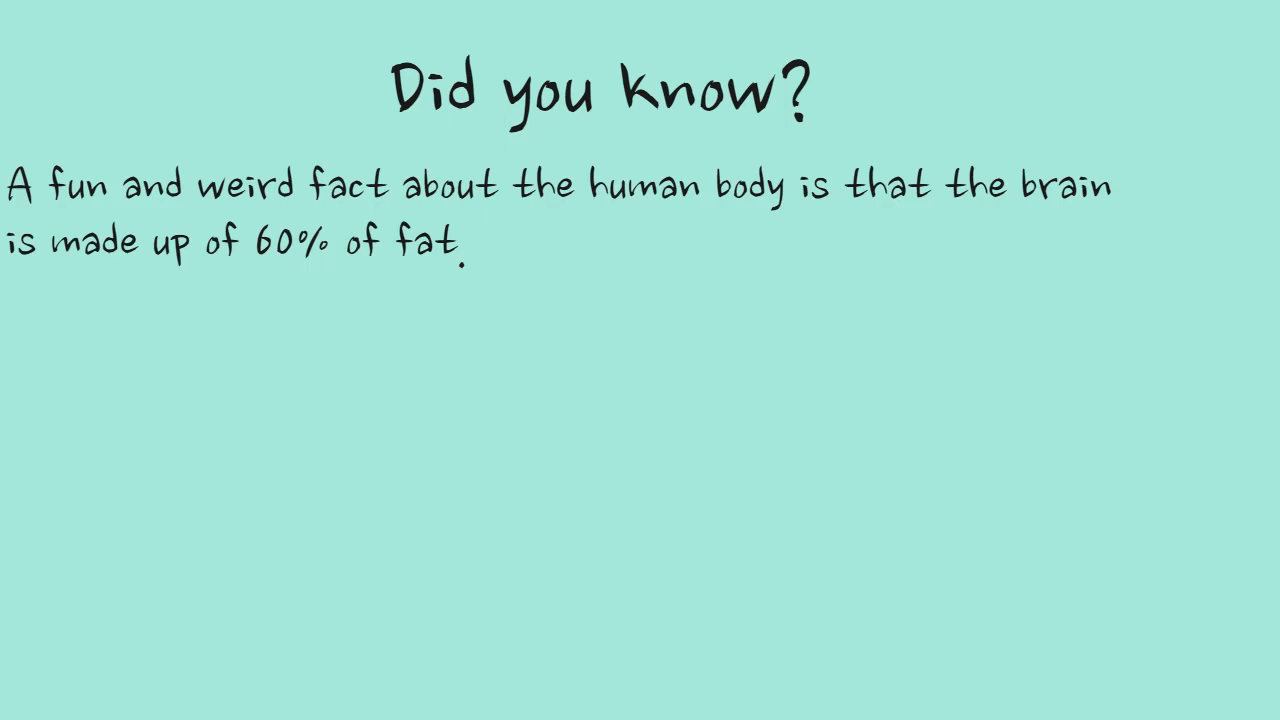 Did you know?
A fun and weird fact about the human body is that the brain
is made up of 60% of fat.